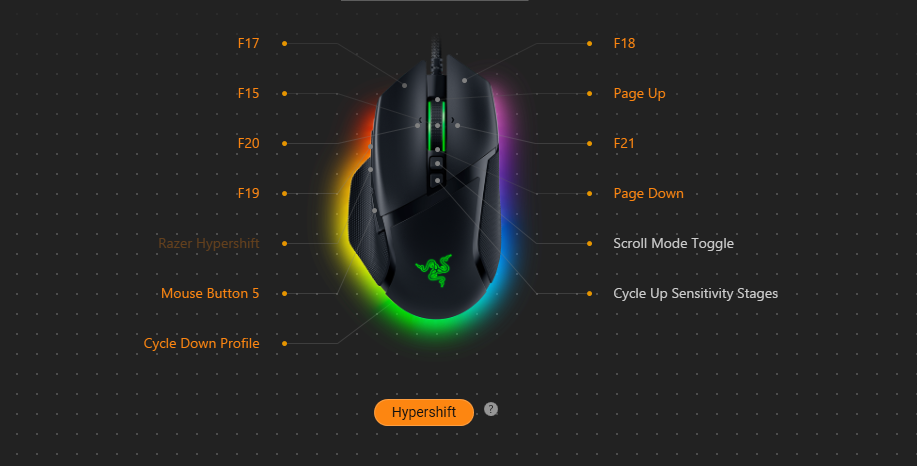 F17
F18
F15
Page Up
F20
F21
F19
Page Down
Razer Hypershift
Scroll Mode Toggle
Mouse Button 5
Cycle Up Sensitivity Stages
Cycle Down Profile
Hypershift
?